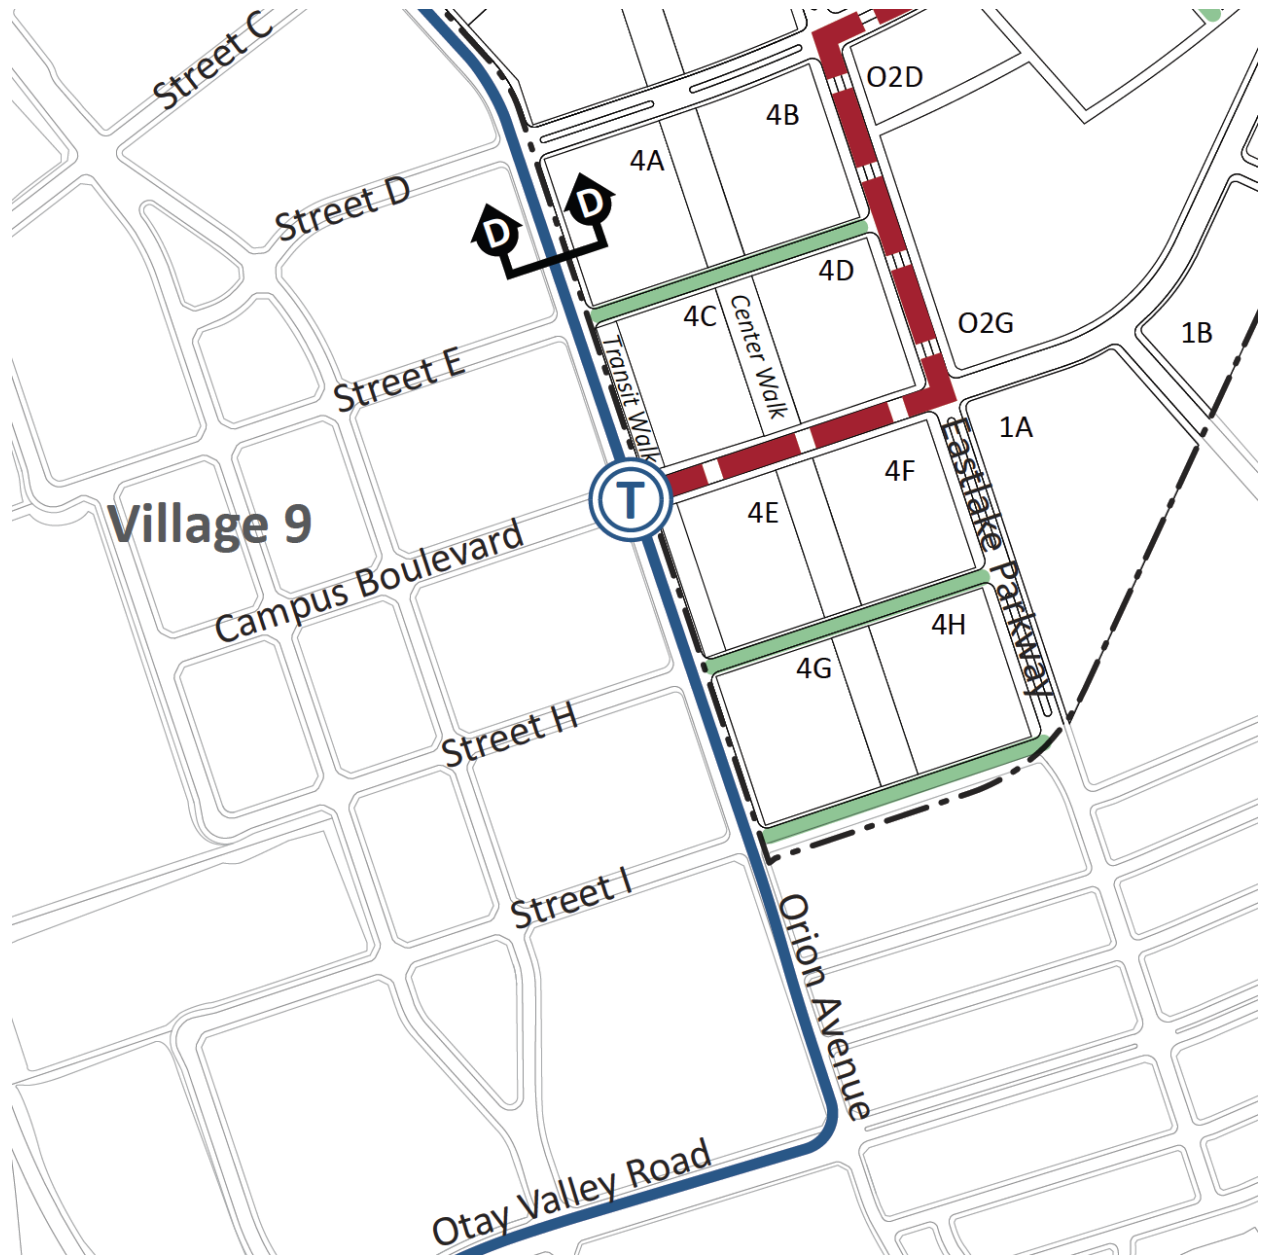 Street C
O2D
4B
4A
Street D
D
D
4D
4C
Center Walk
O2G
1B
Transit Walk
Street E
1A
Eastlake Parkway
4F
T
4E
Village 9
Campus Boulevard
4H
4G
Street H
Street I
Orion Avenue
Otay Valley Road